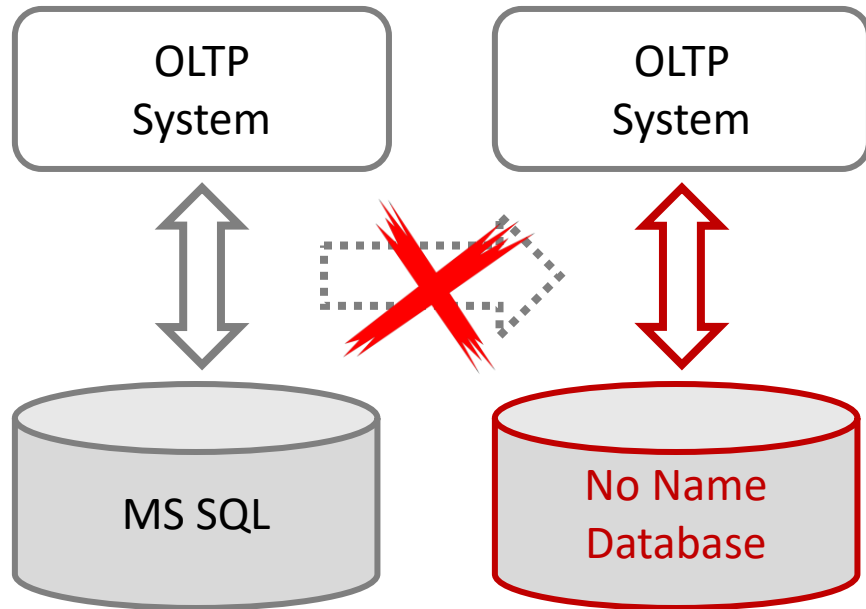 OLTP
System
OLTP
System
MS SQL
No Name
Database